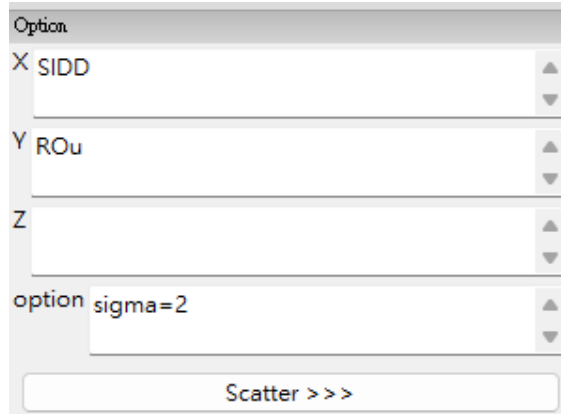 Option
X SIDD
Y ROu
Z
option sigma=2
Scatter >>>